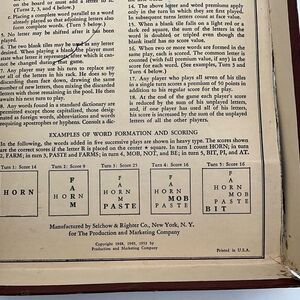 on the board or must add a letter t
(Turns 2, 3 and 5 below.)
c. Placing a complete word parallel to a word
already played so that adjoining letters also
form complete words. (Turn 5 below.)
5. No letter may be shifted after it has been
played.
6. The two blank tiles may be used as any letter
desired. When playing a blank the player must
state what letter it represents after which it can-
not be changed during the game.
7. Any player may use his turn to replace any
or all of the letters in his rack. He does so by
discarding them face down, drawing the same
number of new letters, then mixing the discarded
letters with those remaining in the pool. He then
awaits his next turn to play.
8. Any words found in a standard dictionary are
permitted except those capitalized, those desig-
nated as foreign words, abbreviations and words
requiring apostrophes or hyphens. Consult a dic-
14. The above letter and word premiums apply
only in the turn in which they are first played.
In subsequent turns letters count at face value.
15. When a blank tile falls on a light red or a
dark red square, the sum of the letters in the
word is doubled or tripled even though the
blank itself has no score value.
16. When two or more words are formed in the
same play, each is scored. The common letter is
counted (with full premium value, if any) in the
score for each word. (See examples, Turns 3 and
Turn 4 below.)
17. Any player who plays all seven of his tiles
in a single turn scores a premium of 50 points in
addition to his regular score for the play.
18. At the end of the game each player's score
is reduced by the sum of his unplayed letters,
and if one player has used all of his letters,
his score is increased by the sum of the unplayed
letters of all the other players.
EXAMPLES OF WORD FORMATION AND SCORING
In the following, the words added in five successive plays are shown in heavy type. The scores shown
are the correct scores if the letter R is placed on the center ★ square. In turn 1 count HORN; in turn
2, FARM; in turn 3, PASTE and FARMS; in turn 4, MOB, NOT, and BE; in turn 5, BIT, PI, and AT.
Turn 1: Score 14
HORN
Turn 2: Score 9
F
A
HORN
M
Turn 3: Score 25
F
A
HORN
M
PASTE
Turn 4: Score 16
F
A
HORN
MOB
PASTE
Turn 5: Score 16
F
A
HORN
MOB
PASTE
BIT
Manufactured by Selchow & Righter Co., New York, N. Y.
for The Production and Marketing Company
Copyright 1948, 1949, 1953 by
Production and Marketing Company
Printed in U.S.A.